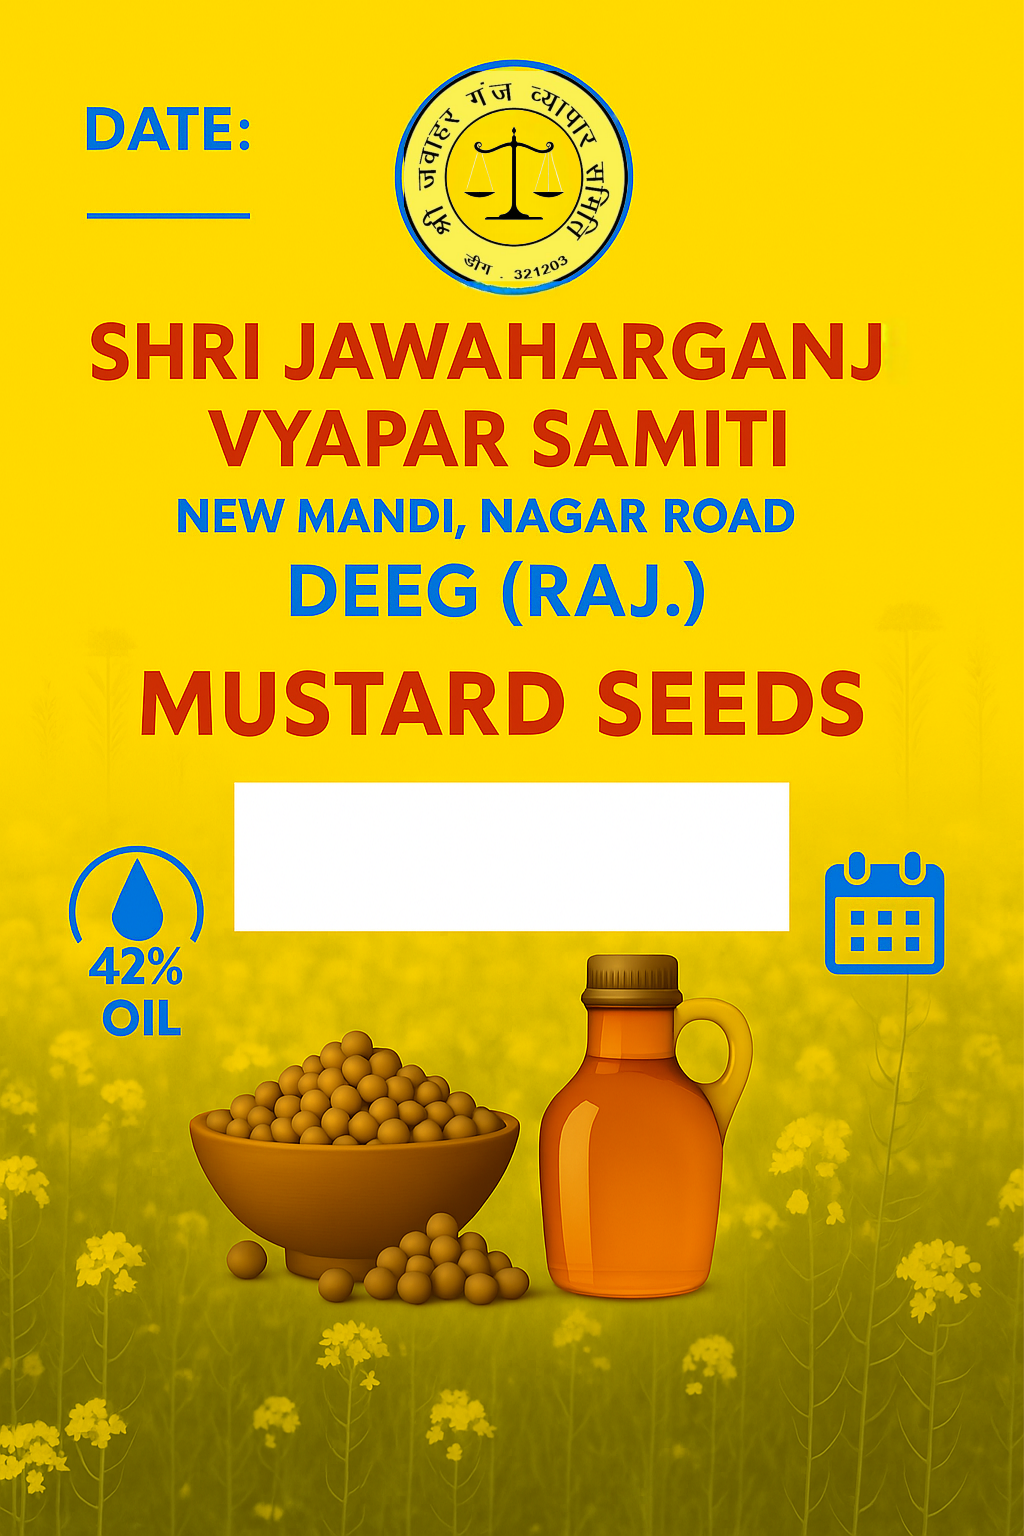 DATE:
श्री जवाहर गंज व्यापार समिति
डीग . 321203
SHRI JAWAHARGANJ
VYAPAR SAMITI
NEW MANDI, NAGAR ROAD
DEEG (RAJ.)
MUSTARD SEEDS
42%
OIL